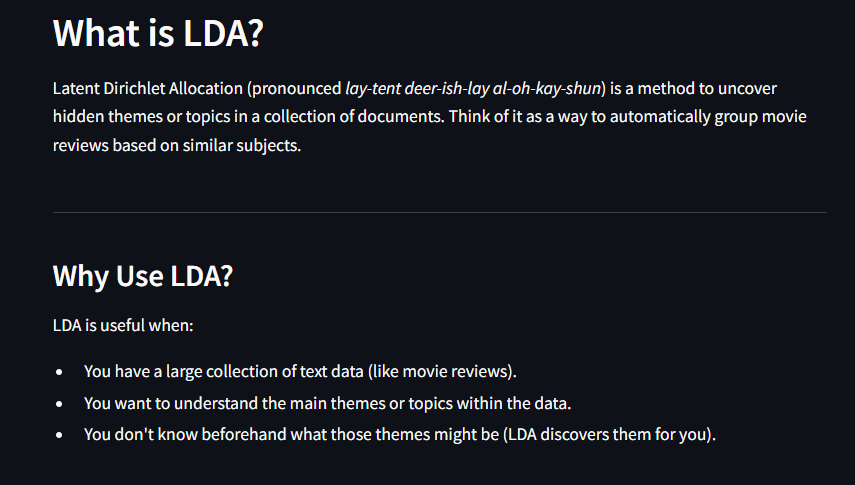 What is LDA?
Latent Dirichlet Allocation (pronounced lay-tent deer-ish-lay al-oh-kay-shun) is a method to uncover
hidden themes or topics in a collection of documents. Think of it as a way to automatically group movie
reviews based on similar subjects.
Why Use LDA?
LDA is useful when:
• You have a large collection of text data (like movie reviews).
• You want to understand the main themes or topics within the data.
• You don't know beforehand what those themes might be (LDA discovers them for you).